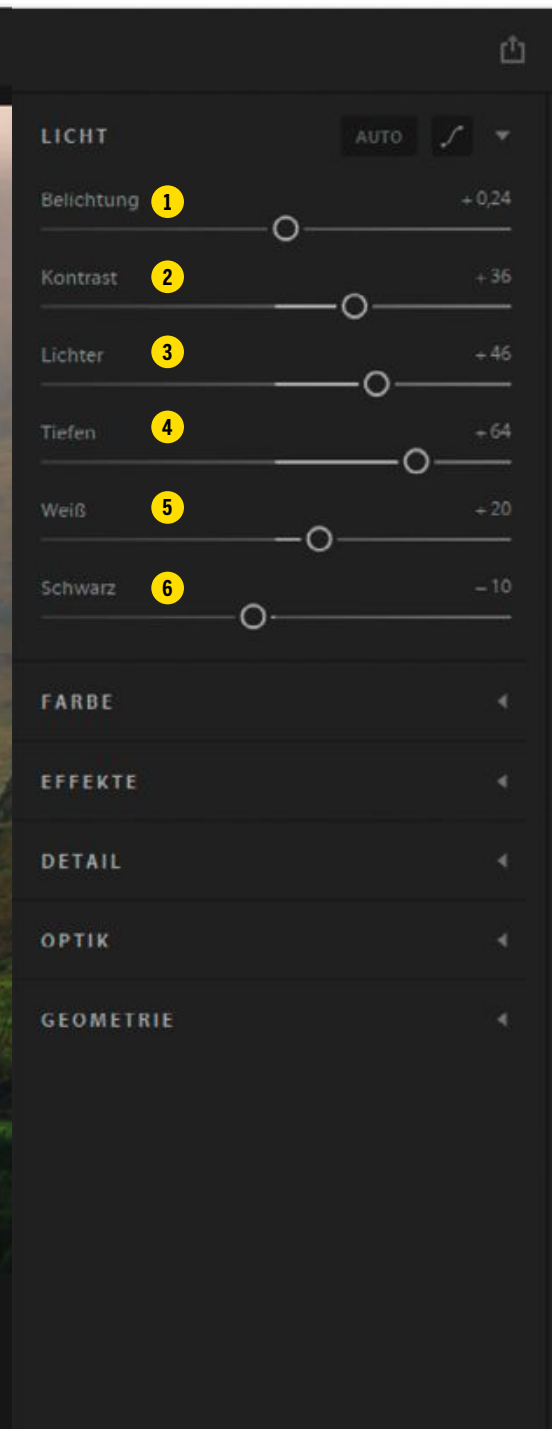 LICHT AUTO
Belichtung 1 + 0,24
Kontrast 2 + 36
Lichter 3 + 46
Tiefen 4 + 64
Weiß 5 + 20
Schwarz 6 – 10
FARBE
EFFEKTE
DETAIL
OPTIK
GEOMETRIE